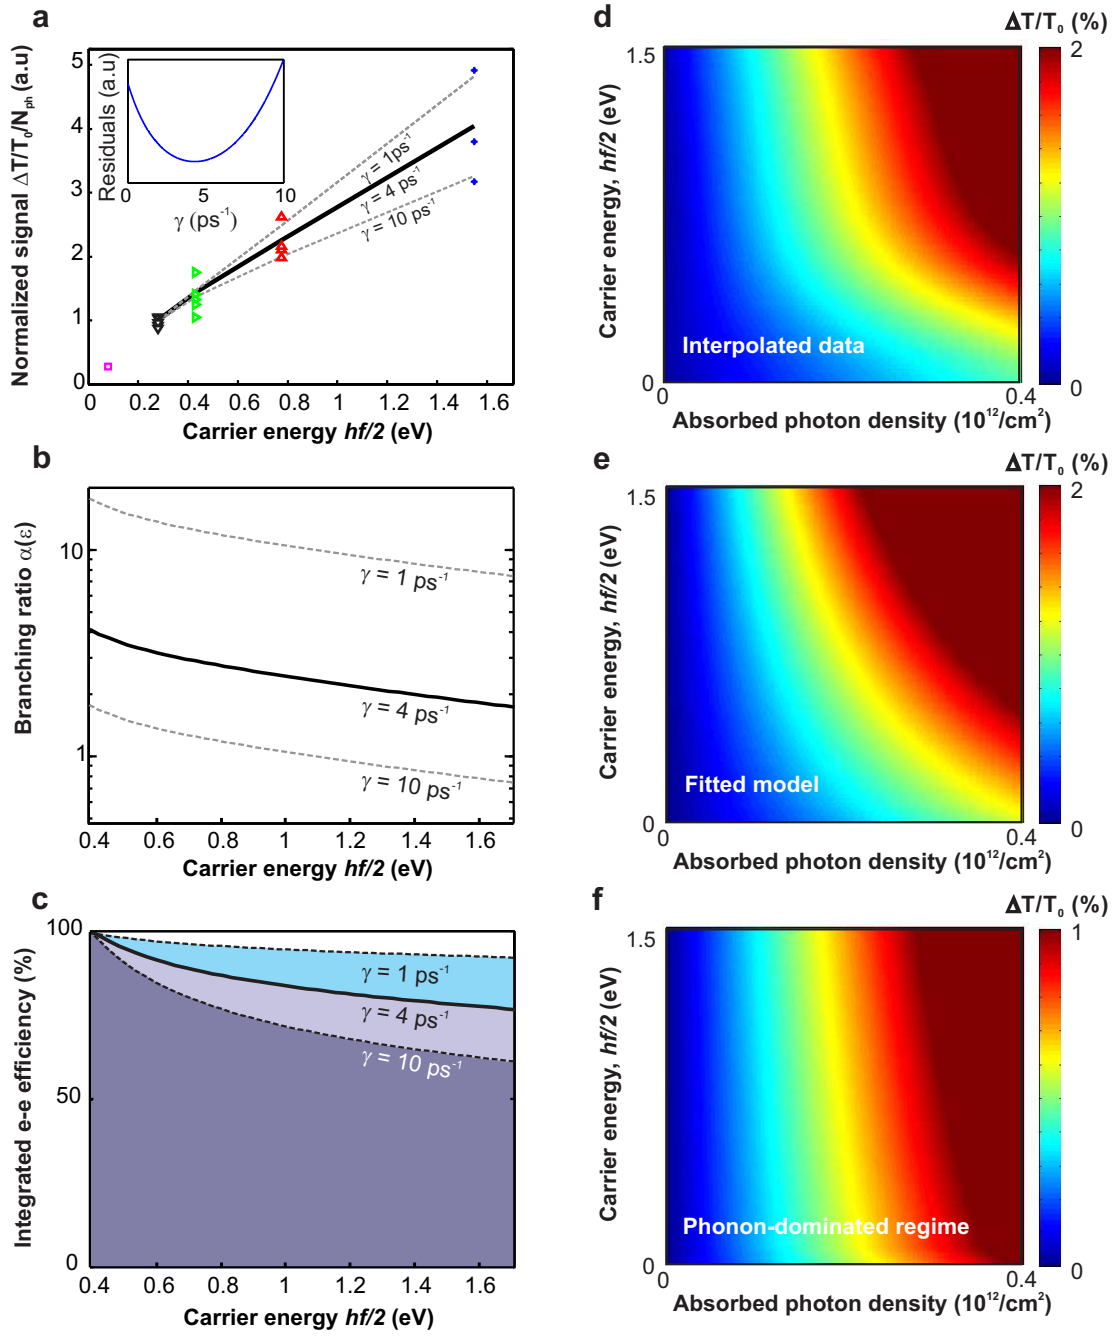 a
Normalized signal ΔT/T₀/Nₚₕ (a.u)
5
4
3
2
1
0
Residuals (a.u)
0
5
10
γ (ps⁻¹)
γ = 1ps⁻¹
γ = 4 ps⁻¹
γ = 10 ps⁻¹
0 0.2 0.4 0.6 0.8 1 1.2 1.4 1.6
Carrier energy hf/2 (eV)
b
Branching ratio α(ε)
10
1
γ = 1 ps⁻¹
γ = 4 ps⁻¹
γ = 10 ps⁻¹
0.4 0.6 0.8 1 1.2 1.4 1.6
Carrier energy hf/2 (eV)
c
Integrated e-e efficiency (%)
100
50
0
γ = 1 ps⁻¹
γ = 4 ps⁻¹
γ = 10 ps⁻¹
0.4 0.6 0.8 1 1.2 1.4 1.6
Carrier energy hf/2 (eV)
d
ΔT/T₀ (%)
Carrier energy, hf/2 (eV)
1.5
0
Interpolated data
2
0
0 0.4
Absorbed photon density (10¹²/cm²)
e
ΔT/T₀ (%)
Carrier energy, hf/2 (eV)
1.5
0
Fitted model
2
0
0 0.4
Absorbed photon density (10¹²/cm²)
f
ΔT/T₀ (%)
Carrier energy, hf/2 (eV)
1.5
0
Phonon-dominated regime
1
0
0 0.4
Absorbed photon density (10¹²/cm²)